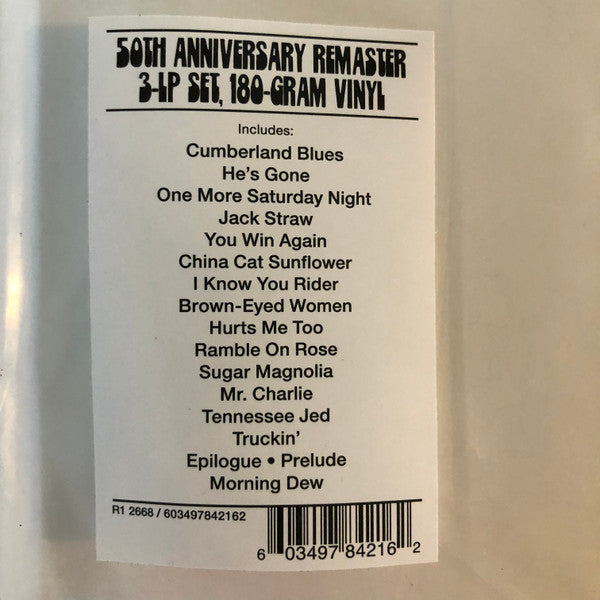 50TH ANNIVERSARY REMASTER
3-LP SET, 180-GRAM VINYL
Includes:
Cumberland Blues
He's Gone
One More Saturday Night
Jack Straw
You Win Again
China Cat Sunflower
I Know You Rider
Brown-Eyed Women
Hurts Me Too
Ramble On Rose
Sugar Magnolia
Mr. Charlie
Tennessee Jed
Truckin'
Epilogue • Prelude
Morning Dew
R1 2668 / 603497842162
6 03497 84216 2